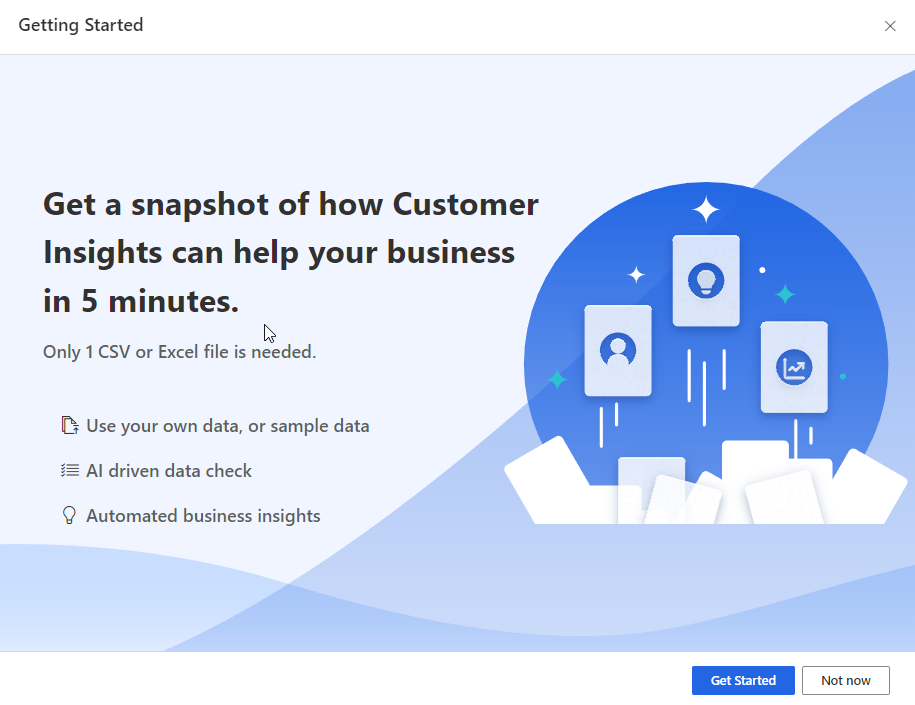 Getting Started
Get a snapshot of how Customer
Insights can help your business
in 5 minutes.
Only 1 CSV or Excel file is needed.
Use your own data, or sample data
AI driven data check
Automated business insights
Get Started
Not now